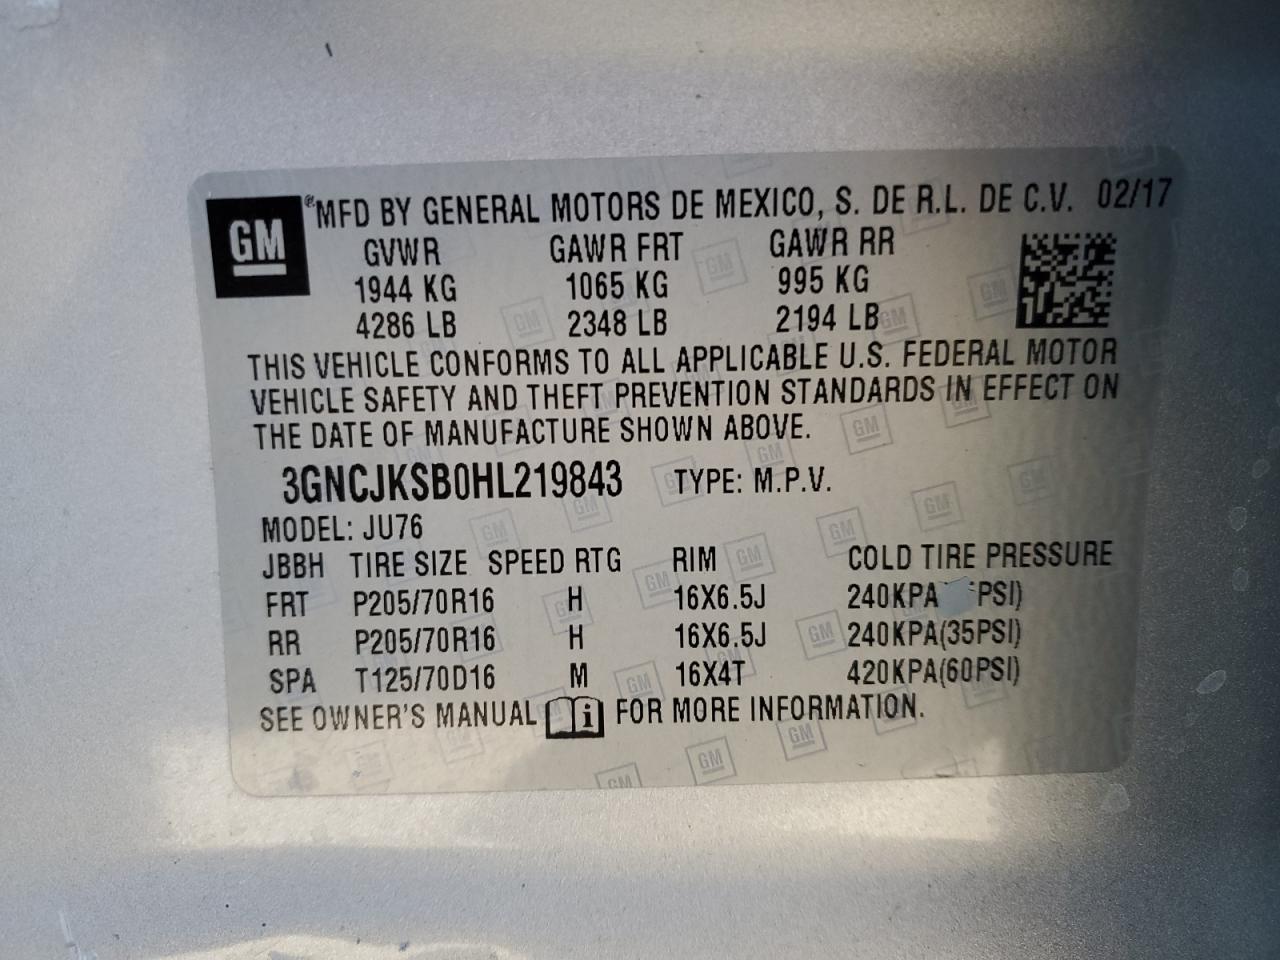 GM ® MFD BY GENERAL MOTORS DE MEXICO, S. DE R.L. DE C.V. 02/17
GVWR GAWR FRT GAWR RR
1944 KG 1065 KG 995 KG
4286 LB 2348 LB 2194 LB
THIS VEHICLE CONFORMS TO ALL APPLICABLE U.S. FEDERAL MOTOR
VEHICLE SAFETY AND THEFT PREVENTION STANDARDS IN EFFECT ON
THE DATE OF MANUFACTURE SHOWN ABOVE.
3GNCJKSB0HL219843 TYPE: M.P.V.
MODEL: JU76
JBBH TIRE SIZE SPEED RTG RIM COLD TIRE PRESSURE
FRT P205/70R16 H 16X6.5J 240KPA PSI)
RR P205/70R16 H 16X6.5J 240KPA(35PSI)
SPA T125/70D16 M 16X4T 420KPA(60PSI)
SEE OWNER'S MANUAL i FOR MORE INFORMATION.